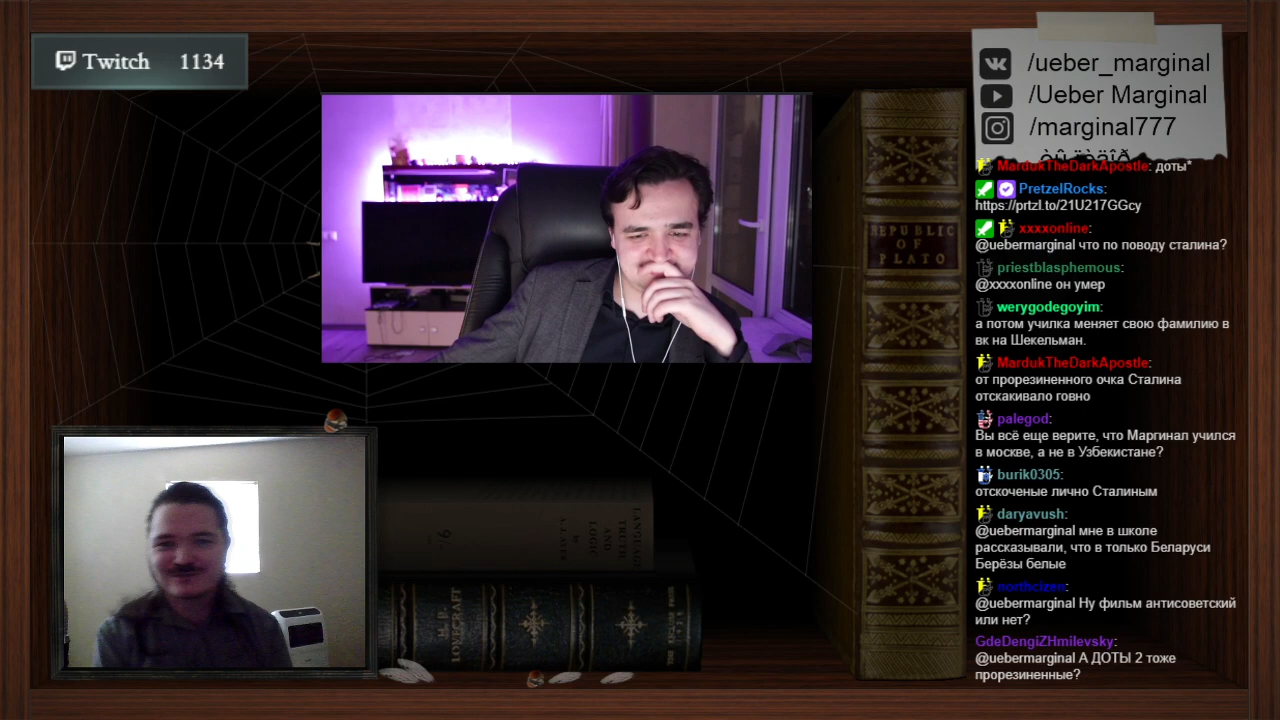 Twitch 1134
/ueber_marginal
/Ueber Marginal
/marginal777
MardukTheDarkApostle: доты*
PretzelRocks:
https://prtzl.to/21U217GGcy
xxxxonline:
@uebermarginal что по поводу сталина?
priestblasphemous:
@xxxxonline он умер
werygodegoyim:
а потом училка меняет свою фамилию в
вк на Шекельман.
MardukTheDarkApostle:
от прорезиненного очка Сталина
отскакивало говно
palegod:
Вы всё еще верите, что Маргинал учился
в москве, а не в Узбекистане?
burik0305:
отскоченые лично Сталиным
daryavush:
@uebermarginal мне в школе
рассказывали, что в только Беларуси
Берёзы белые
northcizen:
@uebermarginal Ну фильм антисоветский
или нет?
GdeDengiZHmilevsky:
@uebermarginal А ДОТЫ 2 тоже
прорезиненные?
REPUBLIC
OF
PLATO
LANGUAGE
TRUTH
AND
LOGIC
H.P.
LOVECRAFT